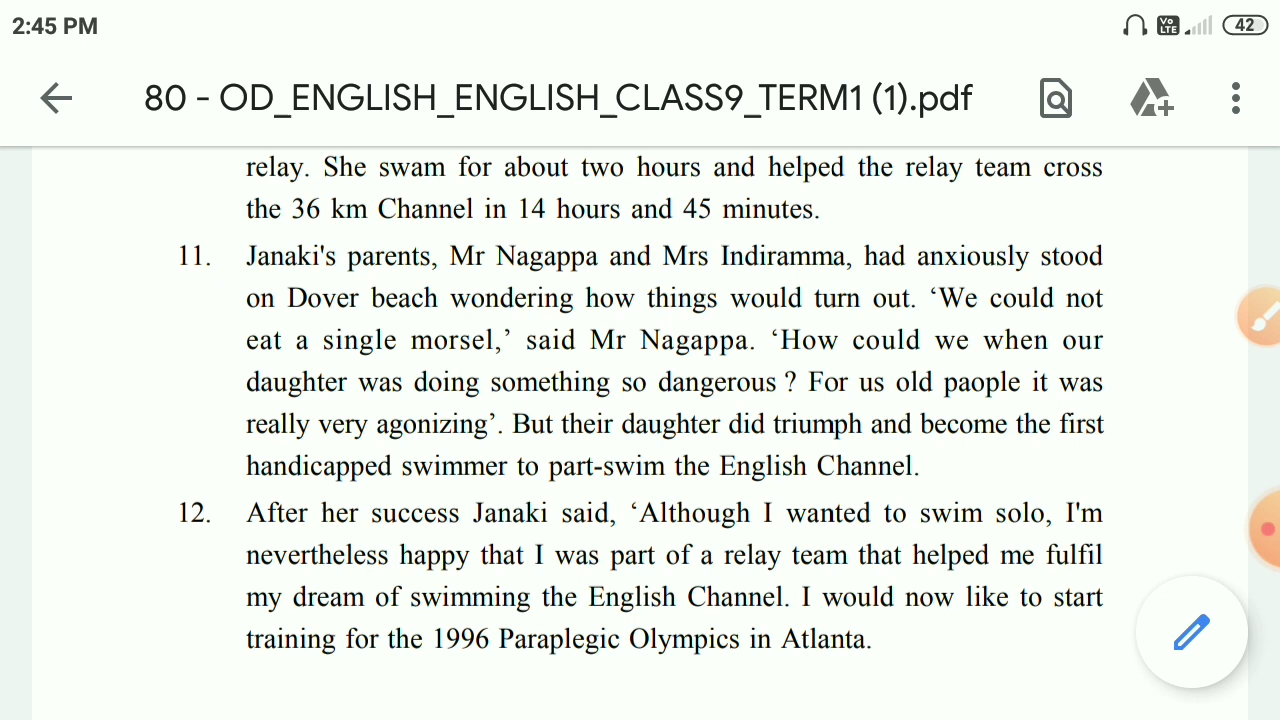 2:45 PM
Vo LTE
42
80 - OD_ENGLISH_ENGLISH_CLASS9_TERM1 (1).pdf
relay. She swam for about two hours and helped the relay team cross
the 36 km Channel in 14 hours and 45 minutes.
11. Janaki's parents, Mr Nagappa and Mrs Indiramma, had anxiously stood
on Dover beach wondering how things would turn out. ‘We could not
eat a single morsel,’ said Mr Nagappa. ‘How could we when our
daughter was doing something so dangerous ? For us old paople it was
really very agonizing’. But their daughter did triumph and become the first
handicapped swimmer to part-swim the English Channel.
12. After her success Janaki said, ‘Although I wanted to swim solo, I'm
nevertheless happy that I was part of a relay team that helped me fulfil
my dream of swimming the English Channel. I would now like to start
training for the 1996 Paraplegic Olympics in Atlanta.